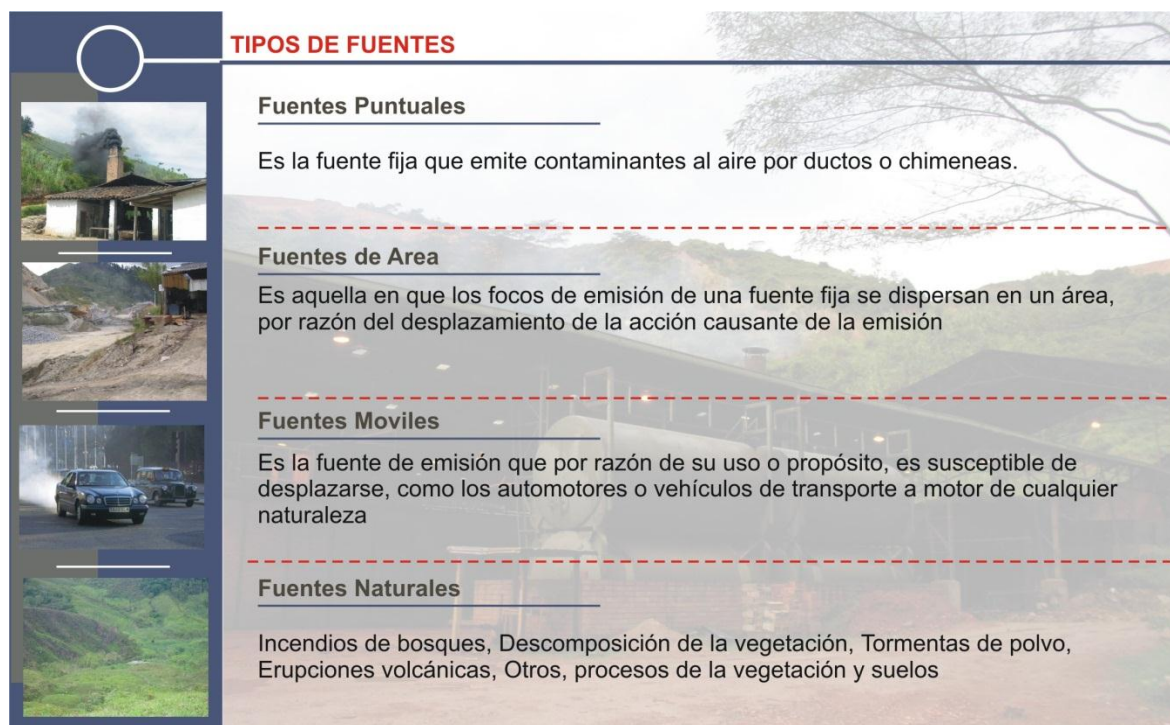 TIPOS DE FUENTES
Fuentes Puntuales
Es la fuente fija que emite contaminantes al aire por ductos o chimeneas.
Fuentes de Area
Es aquella en que los focos de emisión de una fuente fija se dispersan en un área,
por razón del desplazamiento de la acción causante de la emisión
Fuentes Moviles
Es la fuente de emisión que por razón de su uso o propósito, es susceptible de
desplazarse, como los automotores o vehículos de transporte a motor de cualquier
naturaleza
Fuentes Naturales
Incendios de bosques, Descomposición de la vegetación, Tormentas de polvo,
Erupciones volcánicas, Otros, procesos de la vegetación y suelos